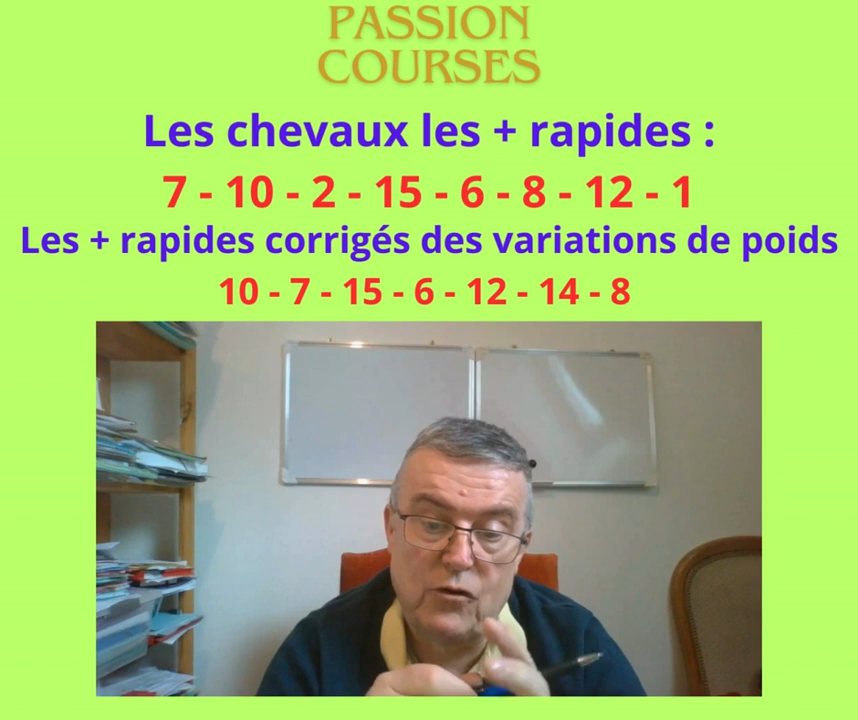 PASSION
COURSES
Les chevaux les + rapides :
7 - 10 - 2 - 15 - 6 - 8 - 12 - 1
Les + rapides corrigés des variations de poids
10 - 7 - 15 - 6 - 12 - 14 - 8